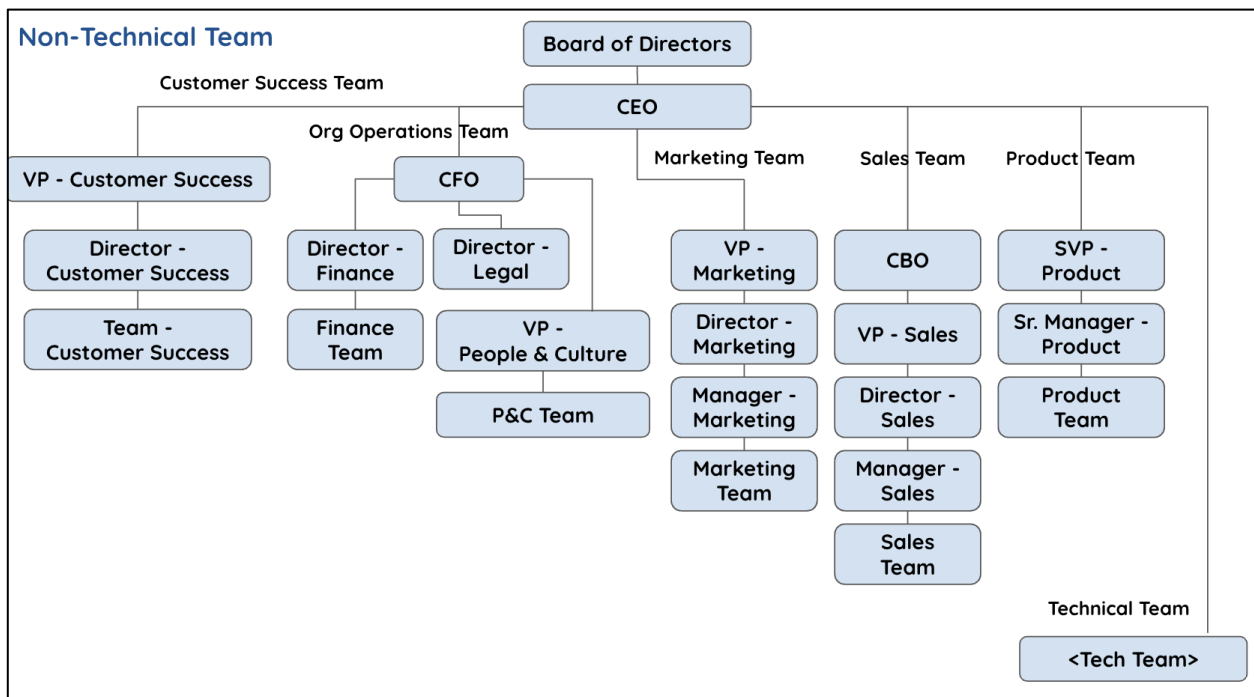 Non-Technical Team
Board of Directors
Customer Success Team
CEO
Org Operations Team
Marketing Team
Sales Team
Product Team
VP - Customer Success
CFO
Director -
Customer Success
Director -
Finance
Director -
Legal
VP -
Marketing
CBO
SVP -
Product
Team -
Customer Success
Finance
Team
VP -
People & Culture
Director -
Marketing
VP - Sales
Sr. Manager -
Product
P&C Team
Manager -
Marketing
Director -
Sales
Product
Team
Marketing
Team
Manager -
Sales
Sales
Team
Technical Team
<Tech Team>